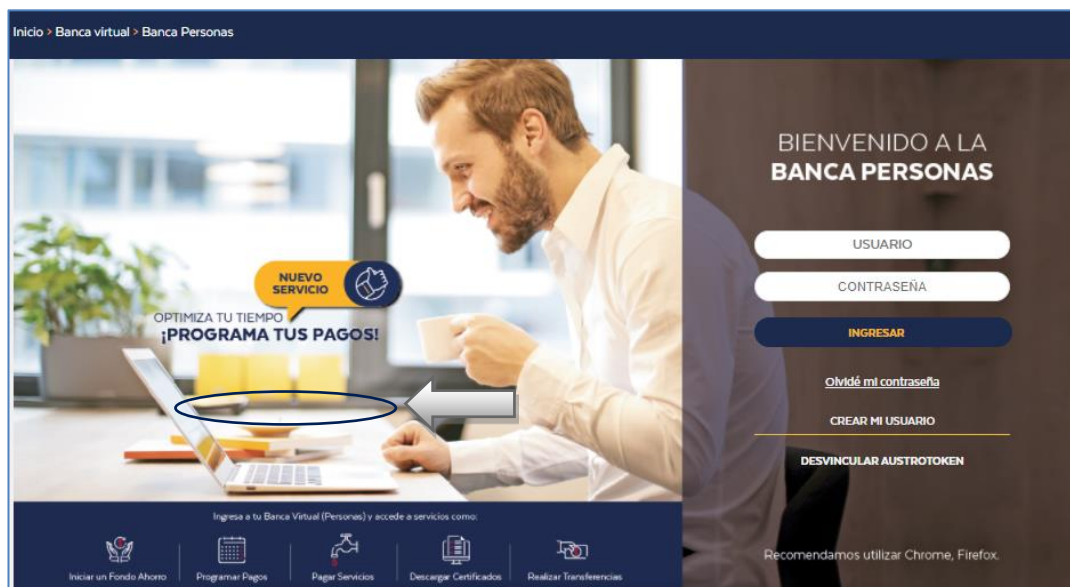 Inicio > Banca virtual > Banca Personas
NUEVO
SERVICIO
OPTIMIZA TU TIEMPO
¡PROGRAMA TUS PAGOS!
Ingresa a tu Banca Virtual (Personas) y accede a servicios como:
Iniciar un Fondo Ahorro
Programar Pagos
Pagar Servicios
Descargar Certificados
Realizar Transferencias
BIENVENIDO A LA
BANCA PERSONAS
USUARIO
CONTRASEÑA
INGRESAR
Olvidé mi contraseña
CREAR MI USUARIO
DESVINCULAR AUSTROTOKEN
Recomendamos utilizar Chrome, Firefox.